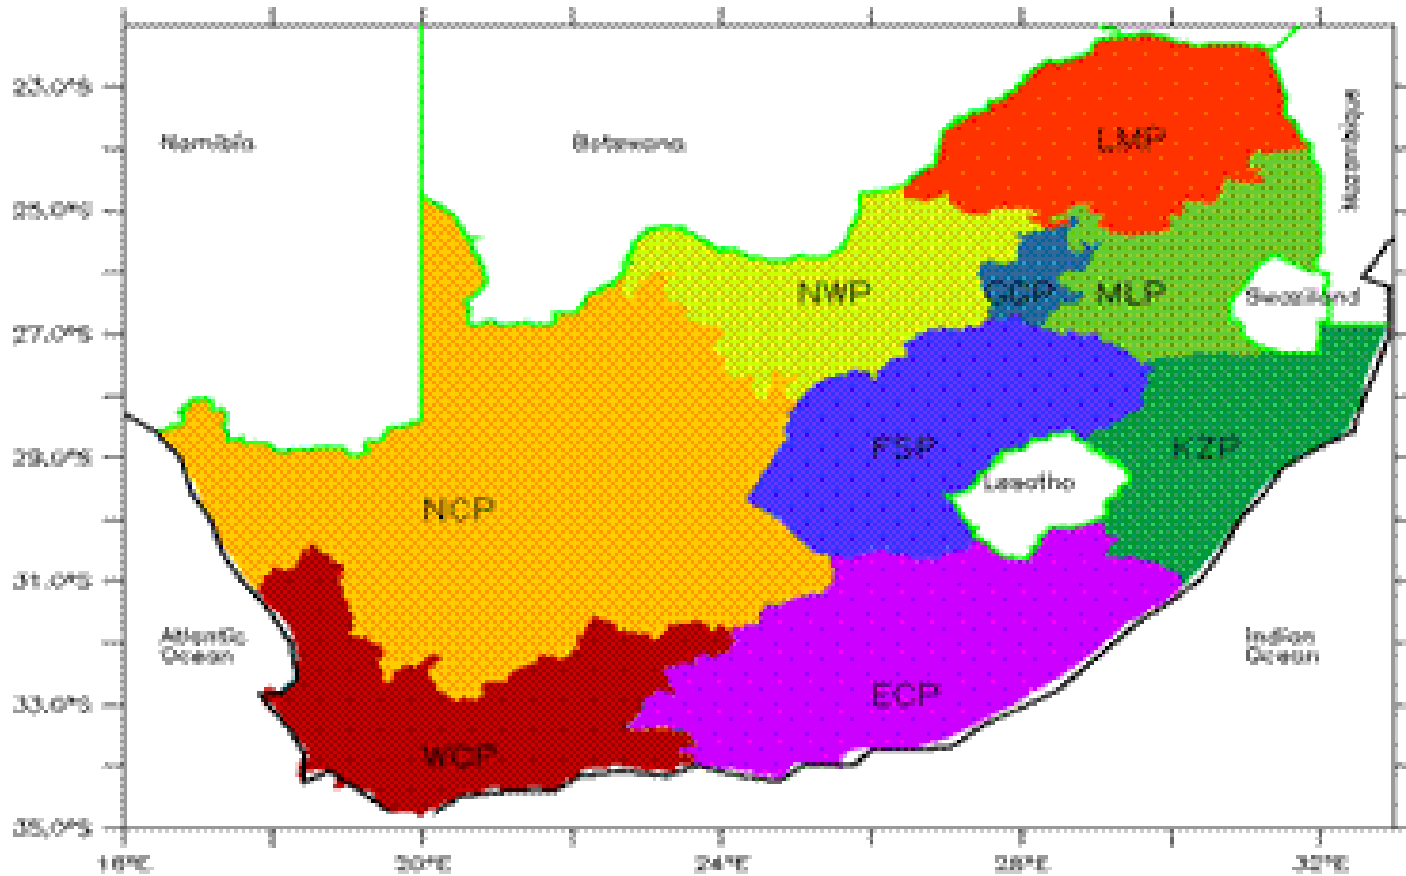 23.0°S
25.0°S
27.0°S
29.0°S
31.0°S
33.0°S
35.0°S
16°E
20°E
24°E
28°E
32°E
Namibia
Botswana
Mozambique
LMP
NWP
GGP
MLP
Swaziland
FSP
KZP
Lesotho
NCP
Atlantic
Ocean
Indian
Ocean
ECP
WCP